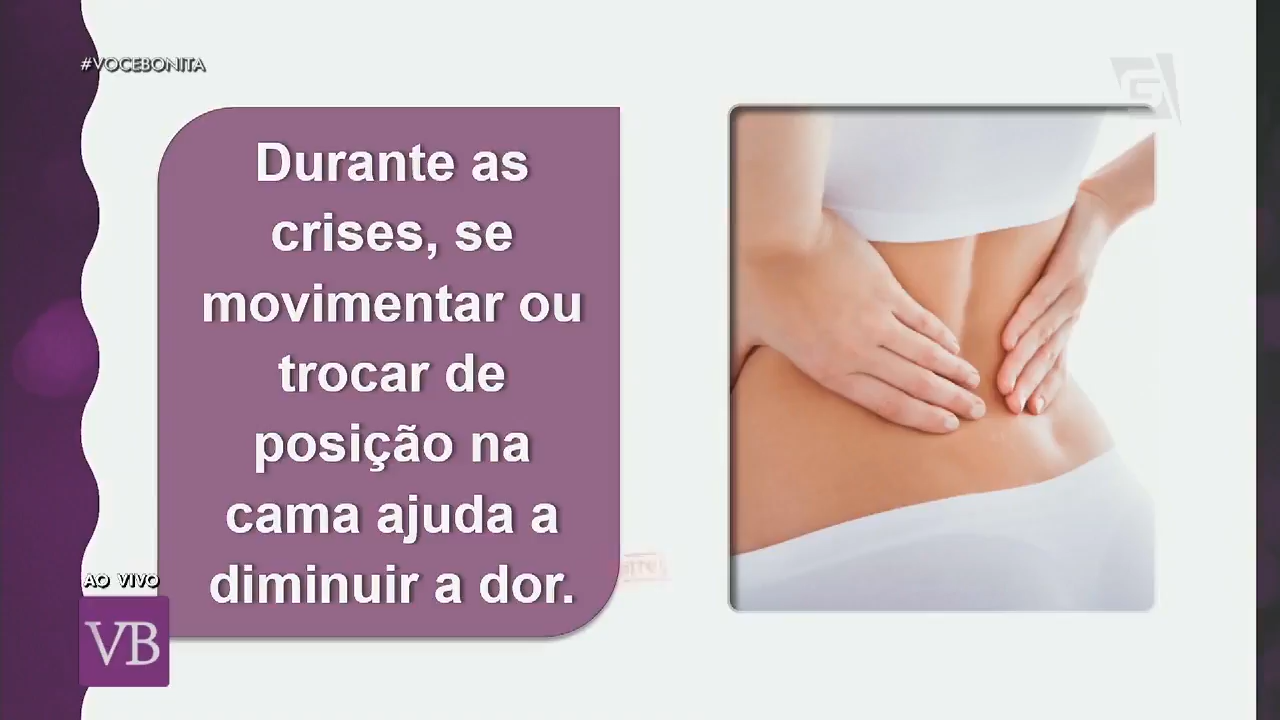 #VOCEBONITA
Durante as
crises, se
movimentar ou
trocar de
posição na
cama ajuda a
diminuir a dor.
AO VIVO
VB